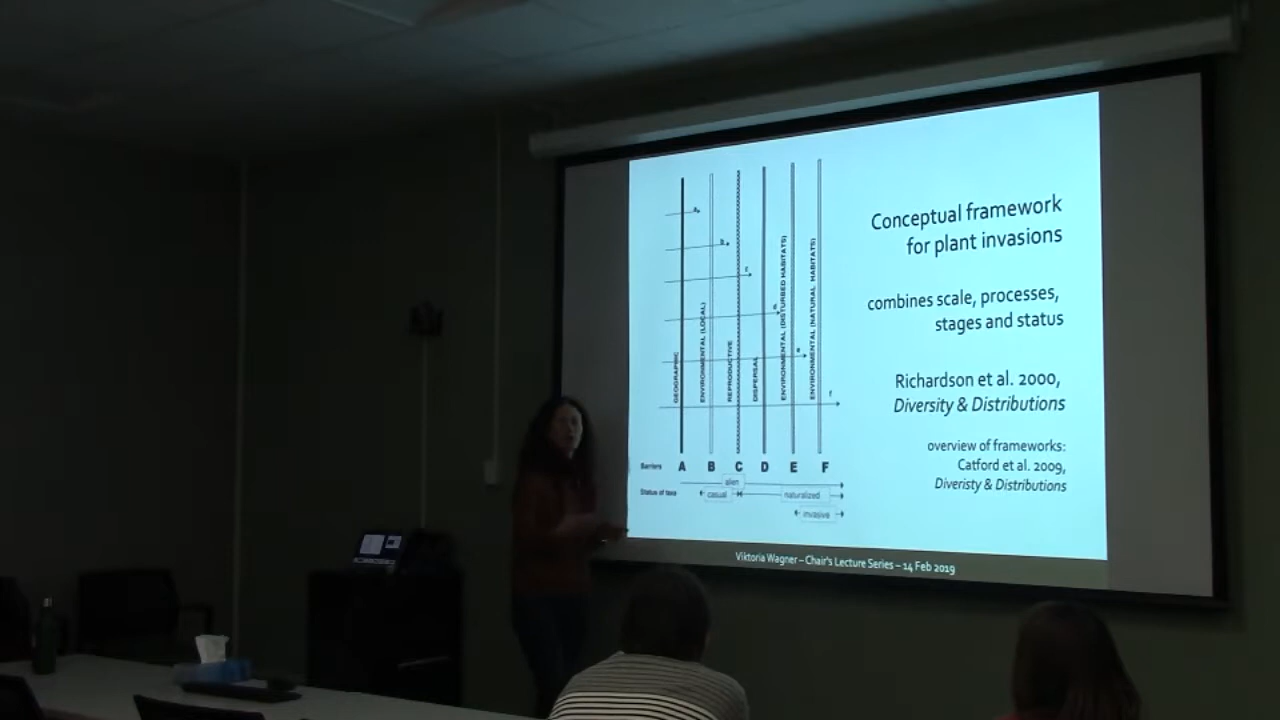 Conceptual framework
for plant invasions
combines scale, processes,
stages and status
Richardson et al. 2000,
Diversity & Distributions
overview of frameworks:
Catford et al. 2009,
Diveristy & Distributions
GEOGRAPHIC
ENVIRONMENTAL (LOCAL)
REPRODUCTIVE
DISPERSAL
ENVIRONMENTAL (DISTURBED HABITATS)
ENVIRONMENTAL (NATURAL HABITATS)
Barriers A B C D E F
alien
Status of taxa casual naturalized
invasive
Viktoria Wagner – Chair's Lecture Series – 14 Feb 2019